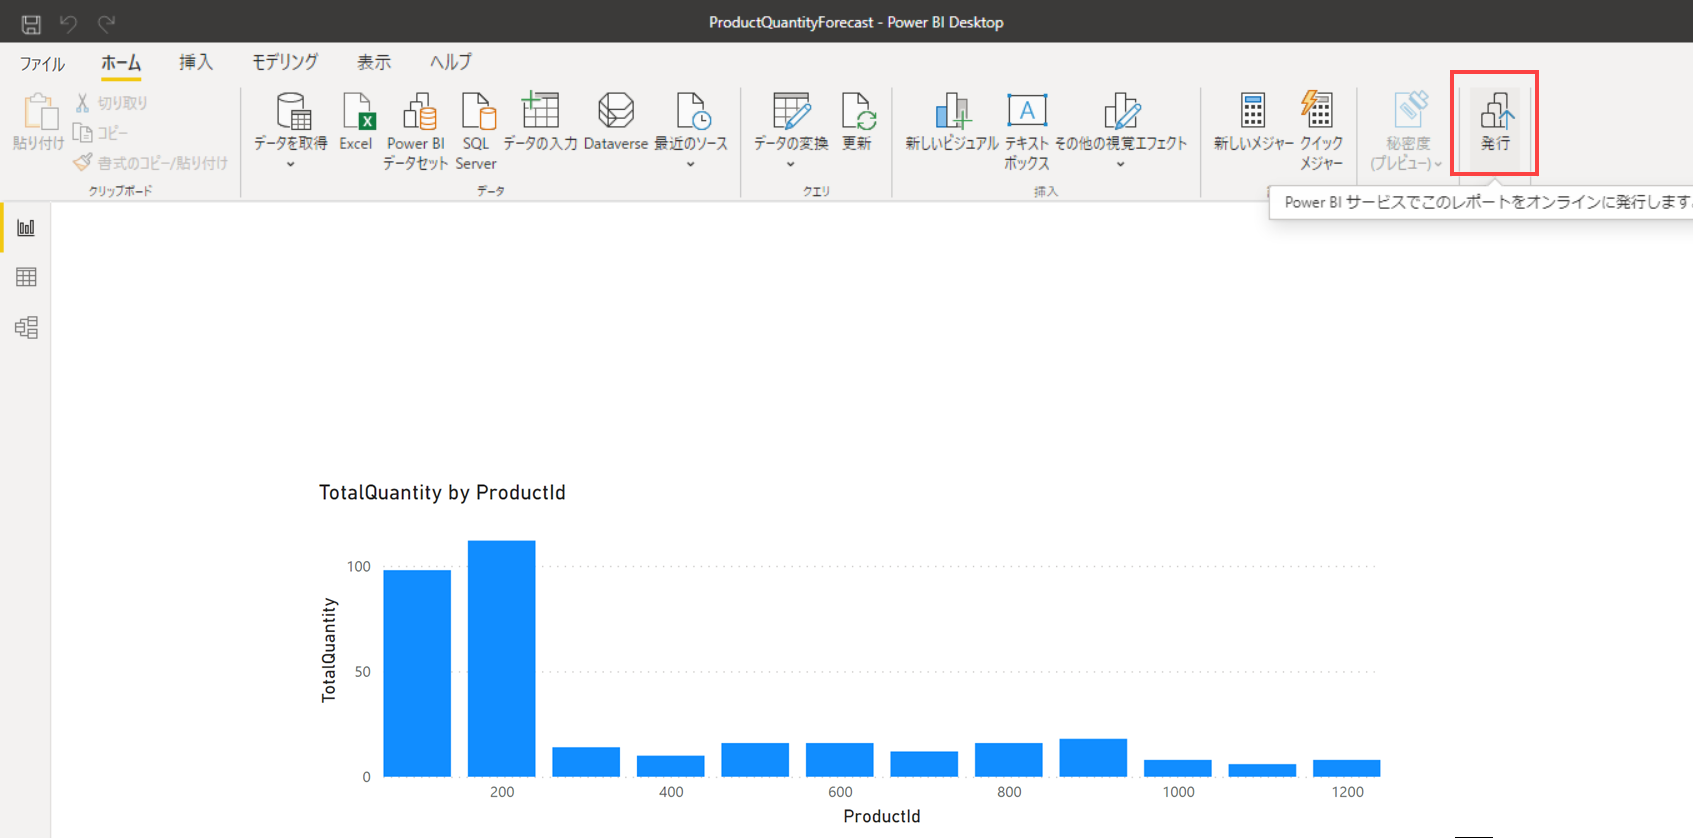 ProductQuantityForecast - Power BI Desktop
ファイル ホーム 挿入 モデリング 表示 ヘルプ
貼り付け
切り取り
コピー
書式のコピー/貼り付け
クリップボード
データを取得
Excel
Power BI
データセット
SQL
Server
データの入力
Dataverse
最近のソース
データ
データの変換
更新
クエリ
新しいビジュアル
テキスト
ボックス
その他の視覚エフェクト
挿入
新しいメジャー
クイック
メジャー
秘密度
(プレビュー)
発行
Power BI サービスでこのレポートをオンラインに発行します。
TotalQuantity by ProductId
TotalQuantity
100
50
0
200 400 600 800 1000 1200
ProductId